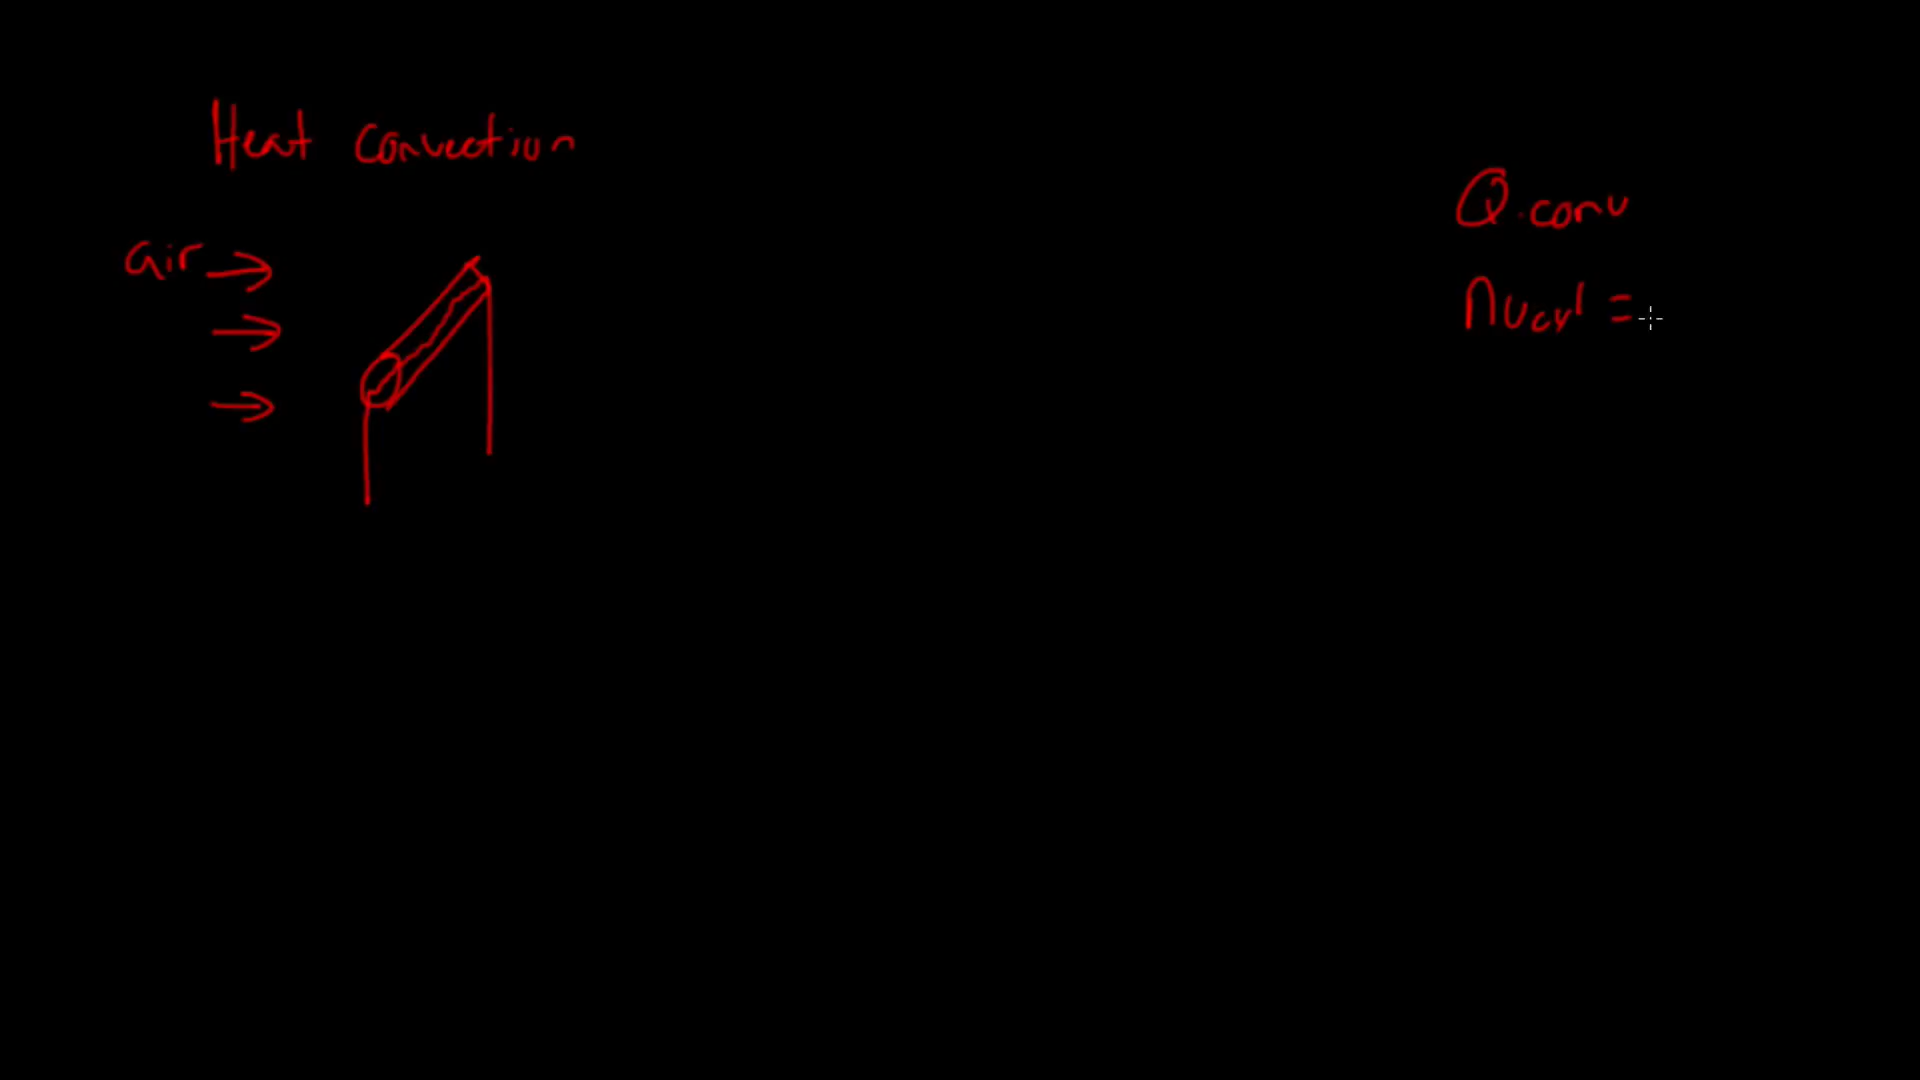 Heat Convection
air
Q.conv
Nucyl =